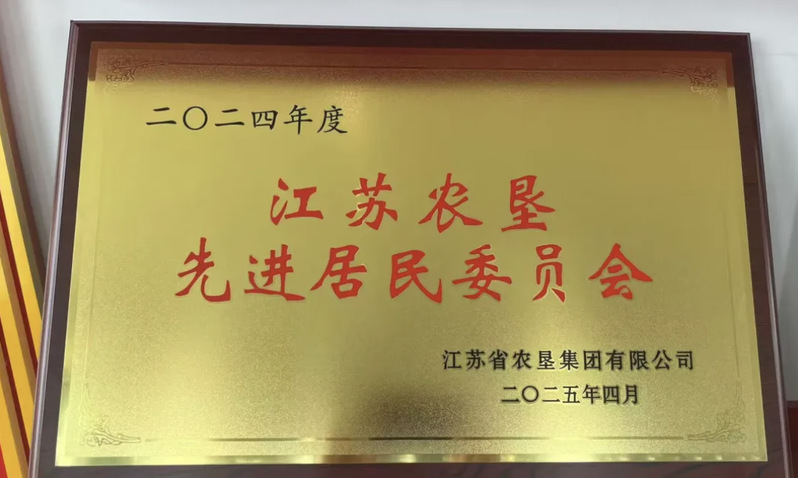 二〇二四年度
江苏农垦
先进居民委员会
江苏省农垦集团有限公司
二〇二五年四月